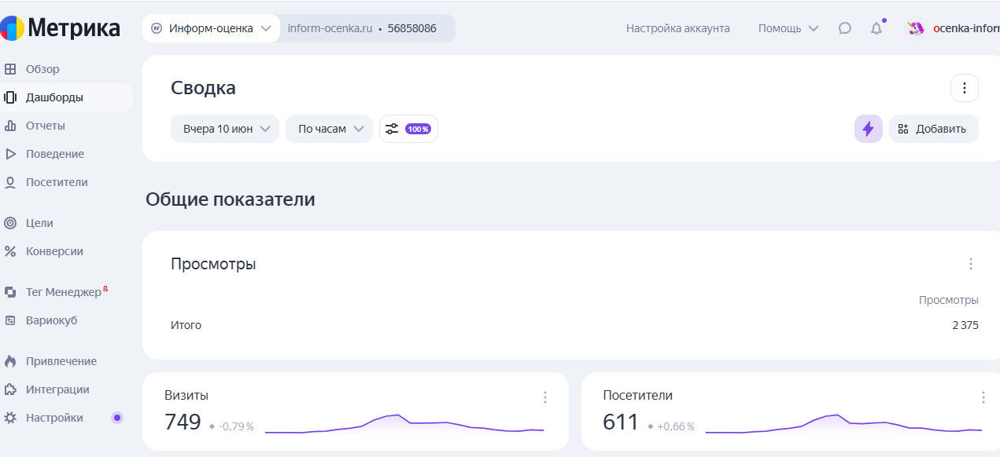 Метрика
Информ-оценка inform-ocenka.ru • 56858086 Настройка аккаунта Помощь ocenka-infor
Обзор
Дашборды
Отчеты
Поведение
Посетители
Цели
Конверсии
Тег Менеджер ß
Вариокуб
Привлечение
Интеграции
Настройки
Сводка
Вчера 10 июн По часам 100% Добавить
Общие показатели
Просмотры
Просмотры
Итого 2 375
Визиты
749 -0,79%
Посетители
611 +0,66%